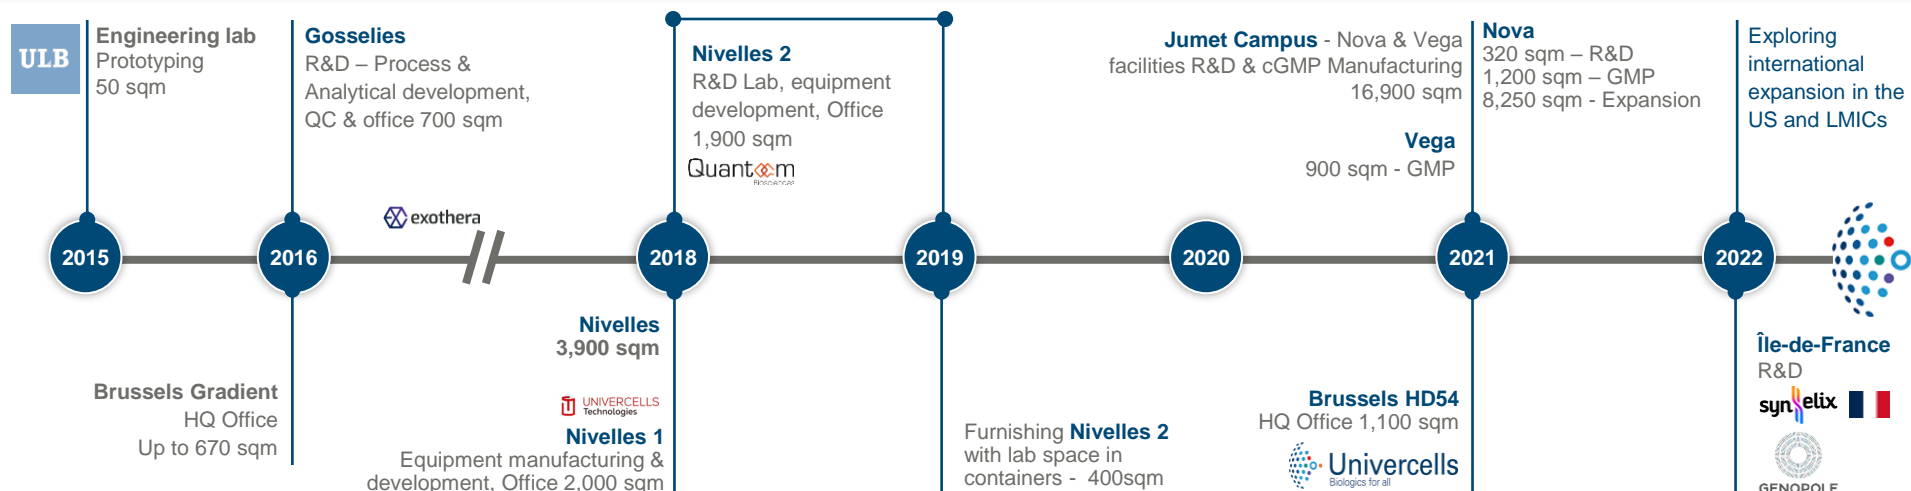 ULB
Engineering lab
Prototyping
50 sqm
Gosselies
R&D – Process &
Analytical development,
QC & office 700 sqm
exothera
Nivelles 2
R&D Lab, equipment
development, Office
1,900 sqm
Quantoom
Biosciences
Jumet Campus - Nova & Vega
facilities R&D & cGMP Manufacturing
16,900 sqm
Vega
900 sqm - GMP
Nova
320 sqm – R&D
1,200 sqm – GMP
8,250 sqm - Expansion
Exploring
international
expansion in the
US and LMICs
2015
2016
2018
2019
2020
2021
2022
Brussels Gradient
HQ Office
Up to 670 sqm
Nivelles
3,900 sqm
UNIVERCELLS
Technologies
Nivelles 1
Equipment manufacturing &
development, Office 2,000 sqm
Furnishing Nivelles 2
with lab space in
containers - 400sqm
Brussels HD54
HQ Office 1,100 sqm
Univercells
Biologics for all
Île-de-France
R&D
synhelix
GENOPOLE